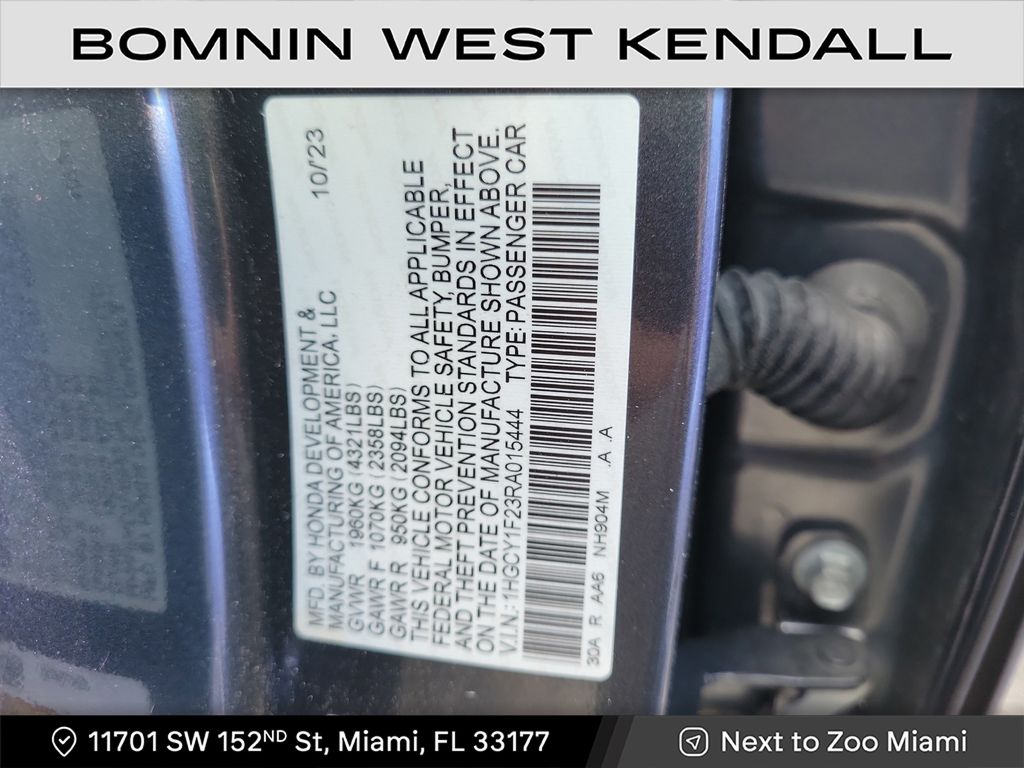 BOMNIN WEST KENDALL
MFD. BY HONDA DEVELOPMENT & 10/'23
MANUFACTURING OF AMERICA, LLC
GVWR 1960KG (4321LBS)
GAWR F 1070KG (2358LBS)
GAWR R 950KG (2094LBS)
THIS VEHICLE CONFORMS TO ALL APPLICABLE
FEDERAL MOTOR VEHICLE SAFETY, BUMPER,
AND THEFT PREVENTION STANDARDS IN EFFECT
ON THE DATE OF MANUFACTURE SHOWN ABOVE.
V.I.N.: 1HGCY1F23RA015444 TYPE: PASSENGER CAR
30A R AA6 NH904M .A .A
11701 SW 152ND St, Miami, FL 33177
Next to Zoo Miami